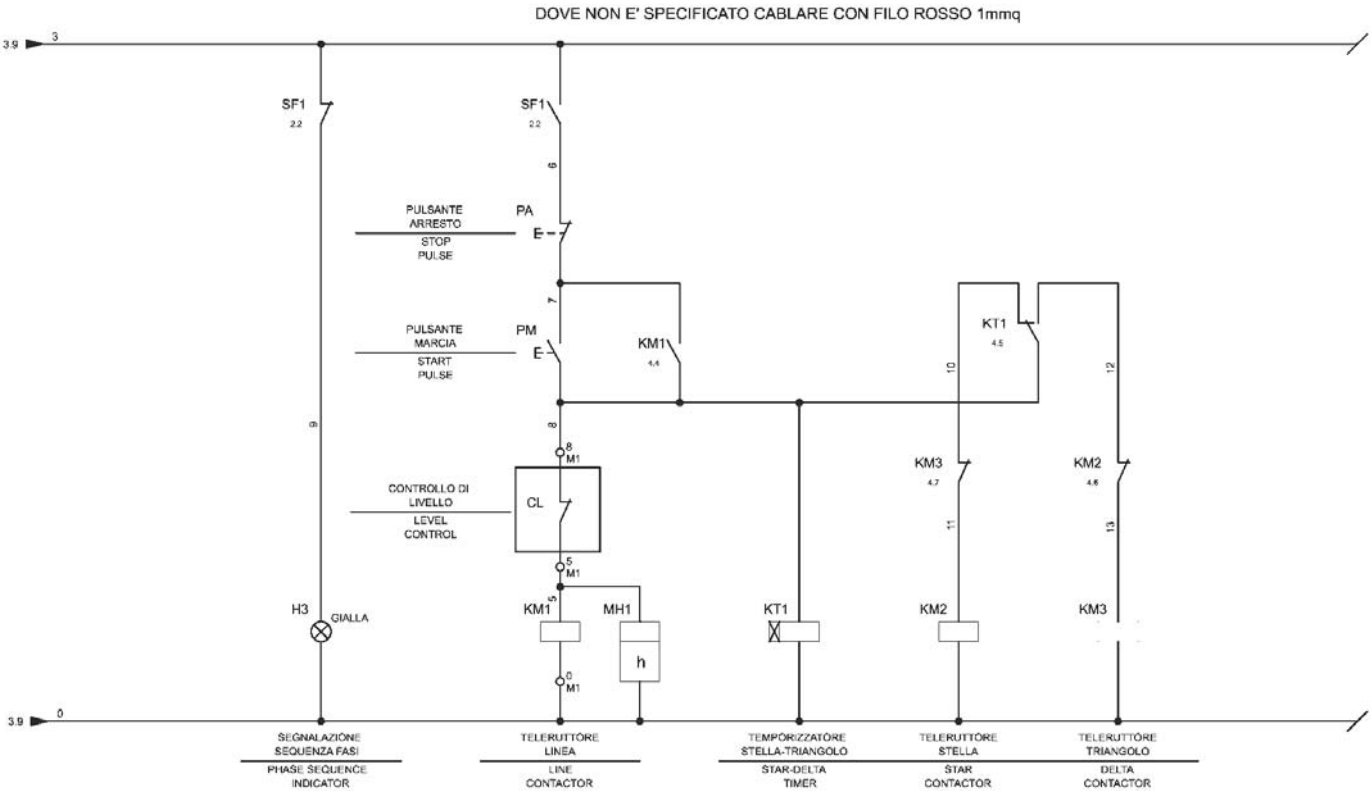 DOVE NON E' SPECIFICATO CABLARE CON FILO ROSSO 1mmq
3.9 3
SF1
2.2
SF1
2.2
6
PULSANTE
ARRESTO
STOP
PULSE
PA
E
7
PULSANTE
MARCIA
START
PULSE
PM
E
KM1
4.4
KT1
4.5
10
12
9
8
8
M1
CONTROLLO DI
LIVELLO
LEVEL
CONTROL
CL
KM3
4.7
KM2
4.6
11
13
5
M1
5
H3
GIALLA
KM1
MH1
h
KT1
KM2
KM3
0
M1
3.9 0
SEGNALAZIONE
SEQUENZA FASI
PHASE SEQUENCE
INDICATOR
TELERUTTORE
LINEA
LINE
CONTACTOR
TEMPORIZZATORE
STELLA-TRIANGOLO
STAR-DELTA
TIMER
TELERUTTORE
STELLA
STAR
CONTACTOR
TELERUTTORE
TRIANGOLO
DELTA
CONTACTOR